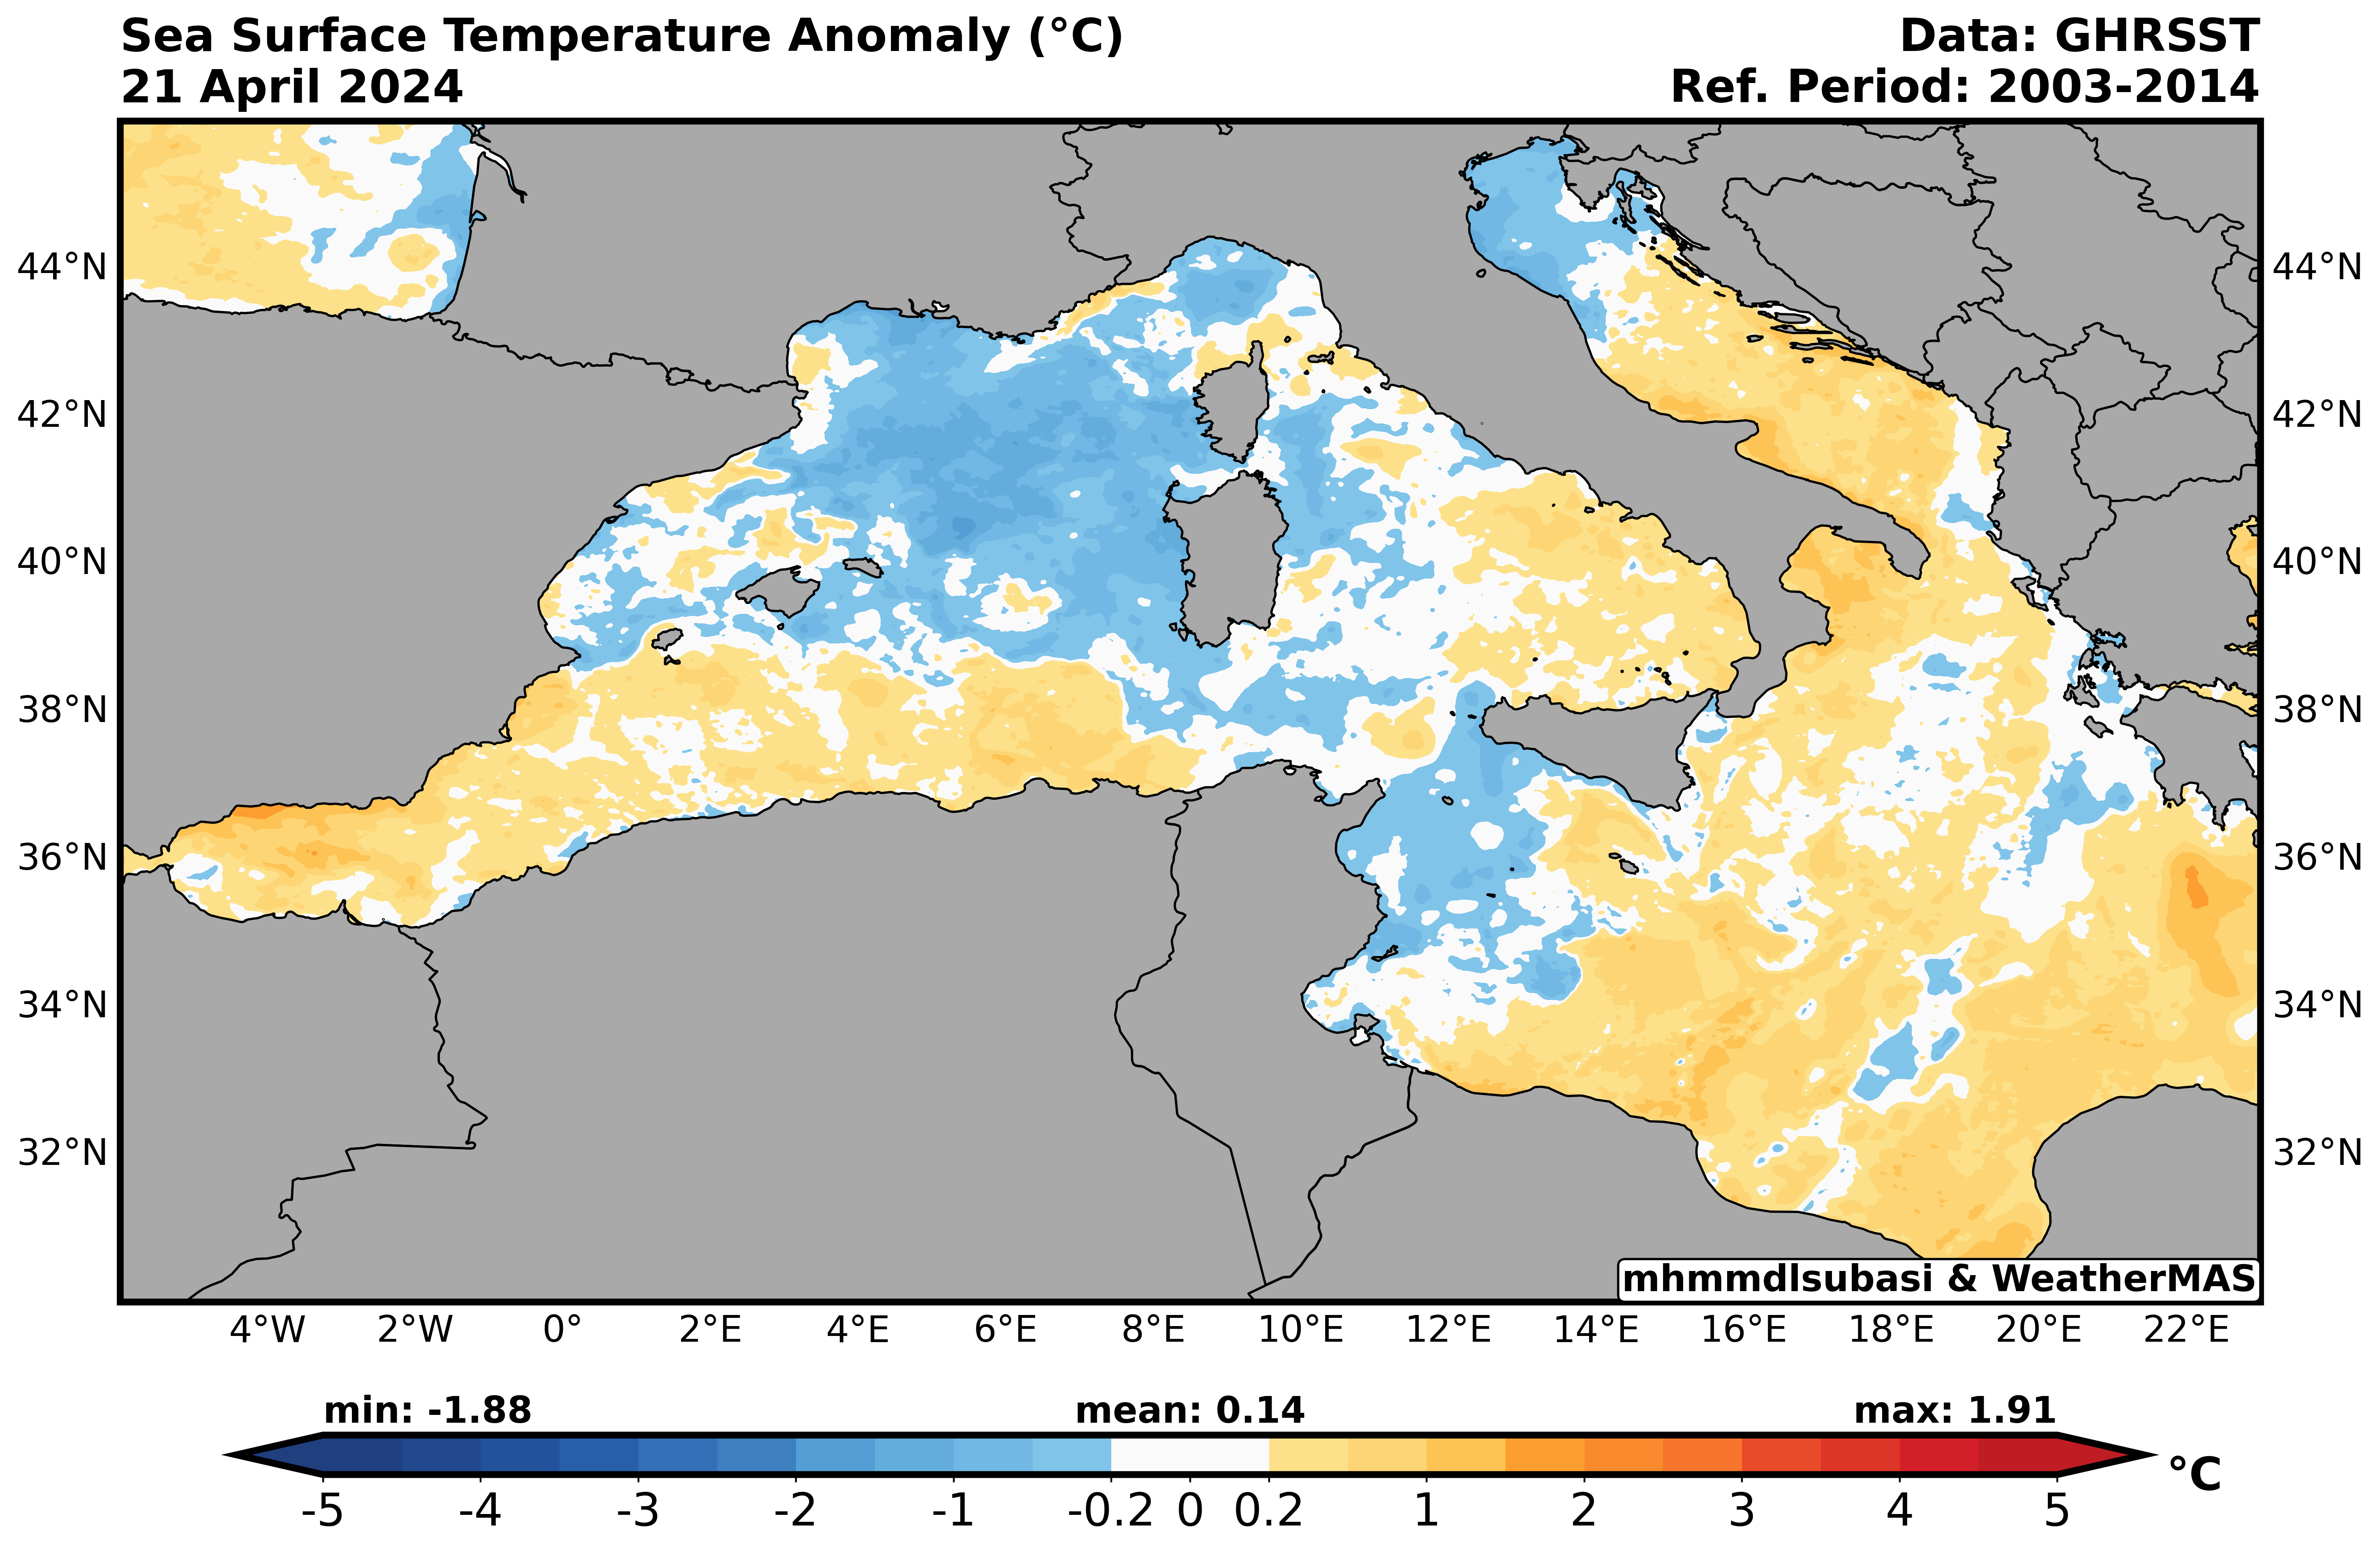 Sea Surface Temperature Anomaly (°C)
21 April 2024
Data: GHRSST
Ref. Period: 2003-2014
44°N
44°N
42°N
42°N
40°N
40°N
38°N
38°N
36°N
36°N
34°N
34°N
32°N
32°N
mhmmdlsubasi & WeatherMAS
4°W 2°W 0° 2°E 4°E 6°E 8°E 10°E 12°E 14°E 16°E 18°E 20°E 22°E
min: -1.88 mean: 0.14 max: 1.91
°C
-5 -4 -3 -2 -1 -0.2 0 0.2 1 2 3 4 5